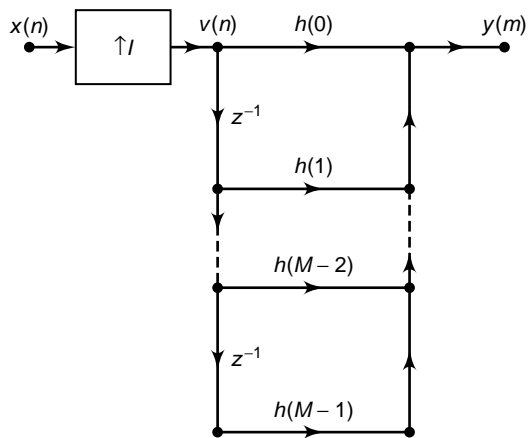 x(n)
↑I
v(n)
h(0)
y(m)
z⁻¹
h(1)
h(M – 2)
z⁻¹
h(M – 1)